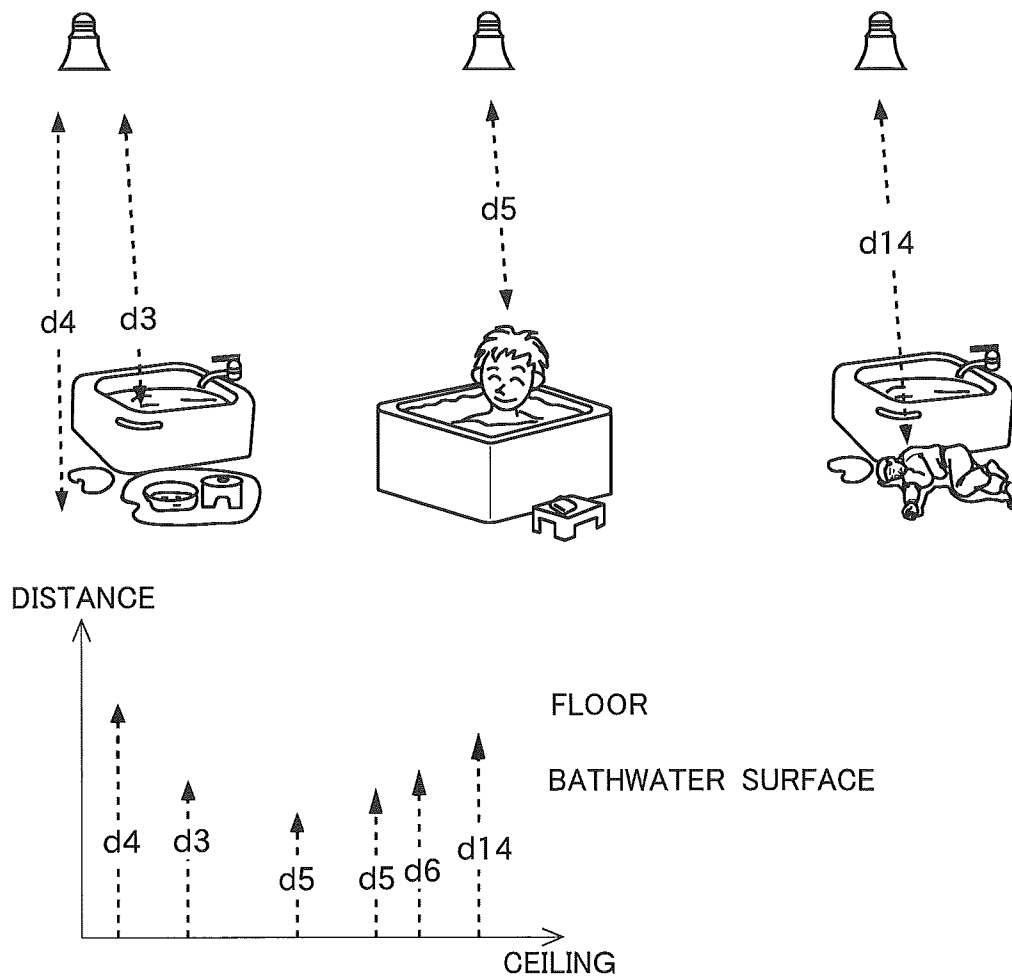 d5
d14
d4
d3
DISTANCE
FLOOR
BATHWATER SURFACE
d4
d3
d5
d5
d6
d14
CEILING